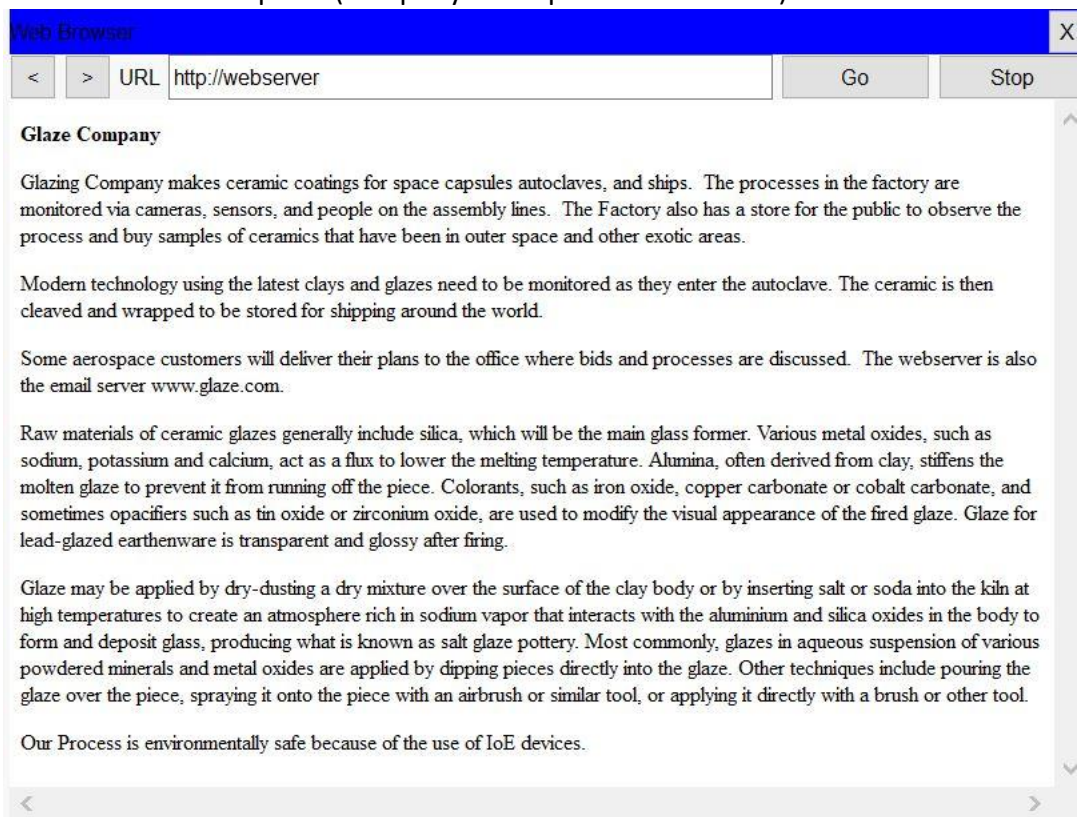 Web Browser X
< > URL http://webserver Go Stop
Glaze Company
Glazing Company makes ceramic coatings for space capsules autoclaves, and ships. The processes in the factory are
monitored via cameras, sensors, and people on the assembly lines. The Factory also has a store for the public to observe the
process and buy samples of ceramics that have been in outer space and other exotic areas.
Modern technology using the latest clays and glazes need to be monitored as they enter the autoclave. The ceramic is then
cleaved and wrapped to be stored for shipping around the world.
Some aerospace customers will deliver their plans to the office where bids and processes are discussed. The webserver is also
the email server www.glaze.com.
Raw materials of ceramic glazes generally include silica, which will be the main glass former. Various metal oxides, such as
sodium, potassium and calcium, act as a flux to lower the melting temperature. Alumina, often derived from clay, stiffens the
molten glaze to prevent it from running off the piece. Colorants, such as iron oxide, copper carbonate or cobalt carbonate, and
sometimes opacifiers such as tin oxide or zirconium oxide, are used to modify the visual appearance of the fired glaze. Glaze for
lead-glazed earthenware is transparent and glossy after firing.
Glaze may be applied by dry-dusting a dry mixture over the surface of the clay body or by inserting salt or soda into the kiln at
high temperatures to create an atmosphere rich in sodium vapor that interacts with the aluminium and silica oxides in the body to
form and deposit glass, producing what is known as salt glaze pottery. Most commonly, glazes in aqueous suspension of various
powdered minerals and metal oxides are applied by dipping pieces directly into the glaze. Other techniques include pouring the
glaze over the piece, spraying it onto the piece with an airbrush or similar tool, or applying it directly with a brush or other tool.
Our Process is environmentally safe because of the use of IoE devices.